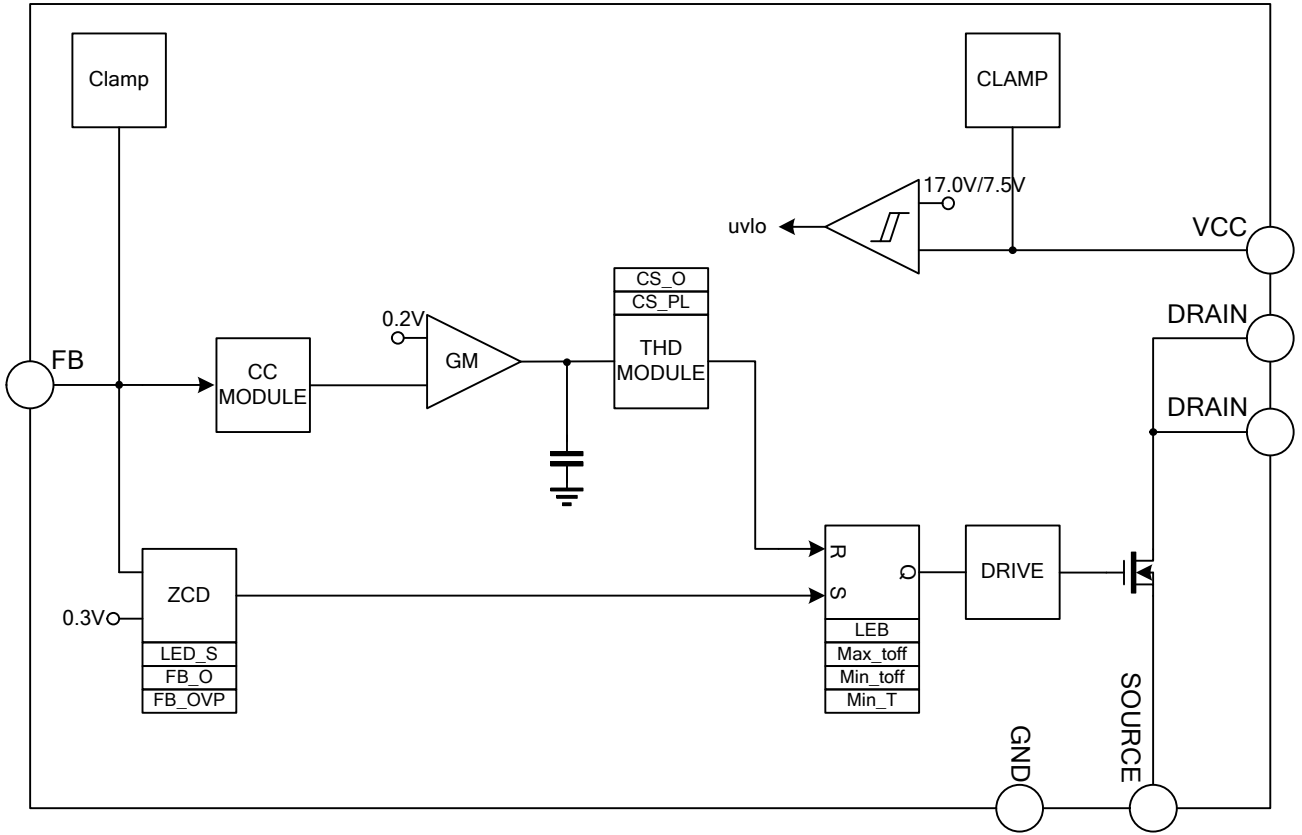 Clamp
CLAMP
17.0V/7.5V
uvlo
VCC
CS_O
CS_PL
DRAIN
0.2V
THD
MODULE
GM
FB
CC
MODULE
DRAIN
R
Q
S
ZCD
DRIVE
0.3V
LEB
LED_S
Max_toff
FB_O
Min_toff
FB_OVP
Min_T
GND
SOURCE